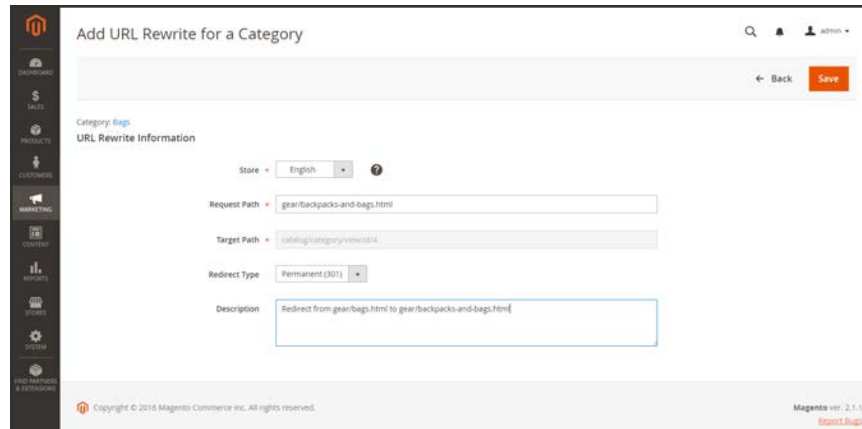 Add URL Rewrite for a Category
admin
DASHBOARD
← Back
Save
$
SALES
Category: Bags
URL Rewrite Information
PRODUCTS
Store * English
?
CUSTOMERS
Request Path * gear/backpacks-and-bags.html
MARKETING
Target Path * catalog/category/view/id/4
CONTENT
Redirect Type Permanent (301)
REPORTS
Description Redirect from gear/bags.html to gear/backpacks-and-bags.html
STORES
SYSTEM
FIND PARTNERS
& EXTENSIONS
Copyright © 2016 Magento Commerce Inc. All rights reserved.
Magento ver. 2.1.1
Report Bugs